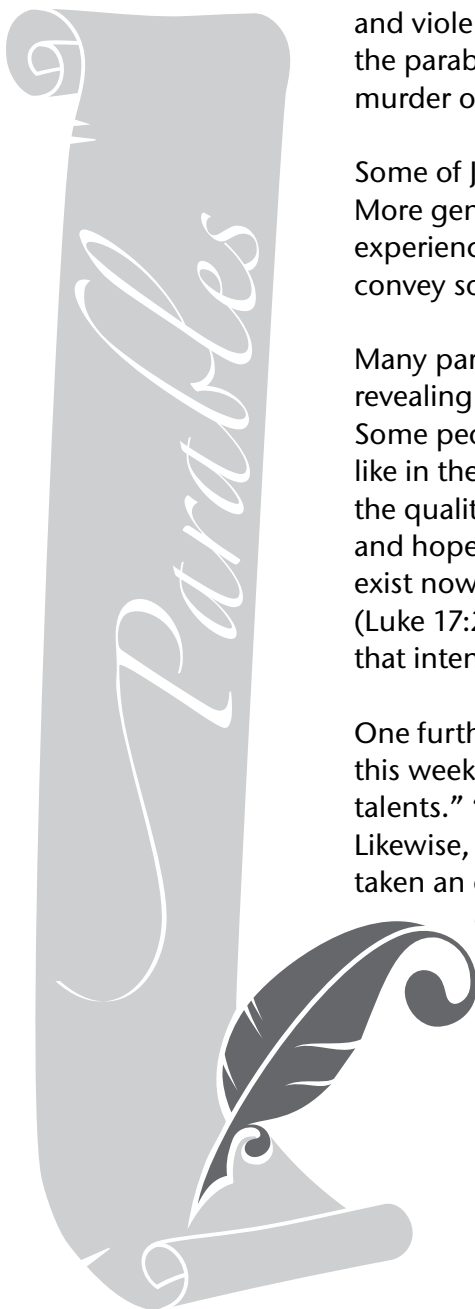 Parables
and viole
the parab
murder o
Some of J
More gen
experienc
convey so
Many par
revealing
Some peo
like in the
the qualit
and hope
exist now
(Luke 17:2
that inten
One furth
this week
talents.” “
Likewise,
taken an